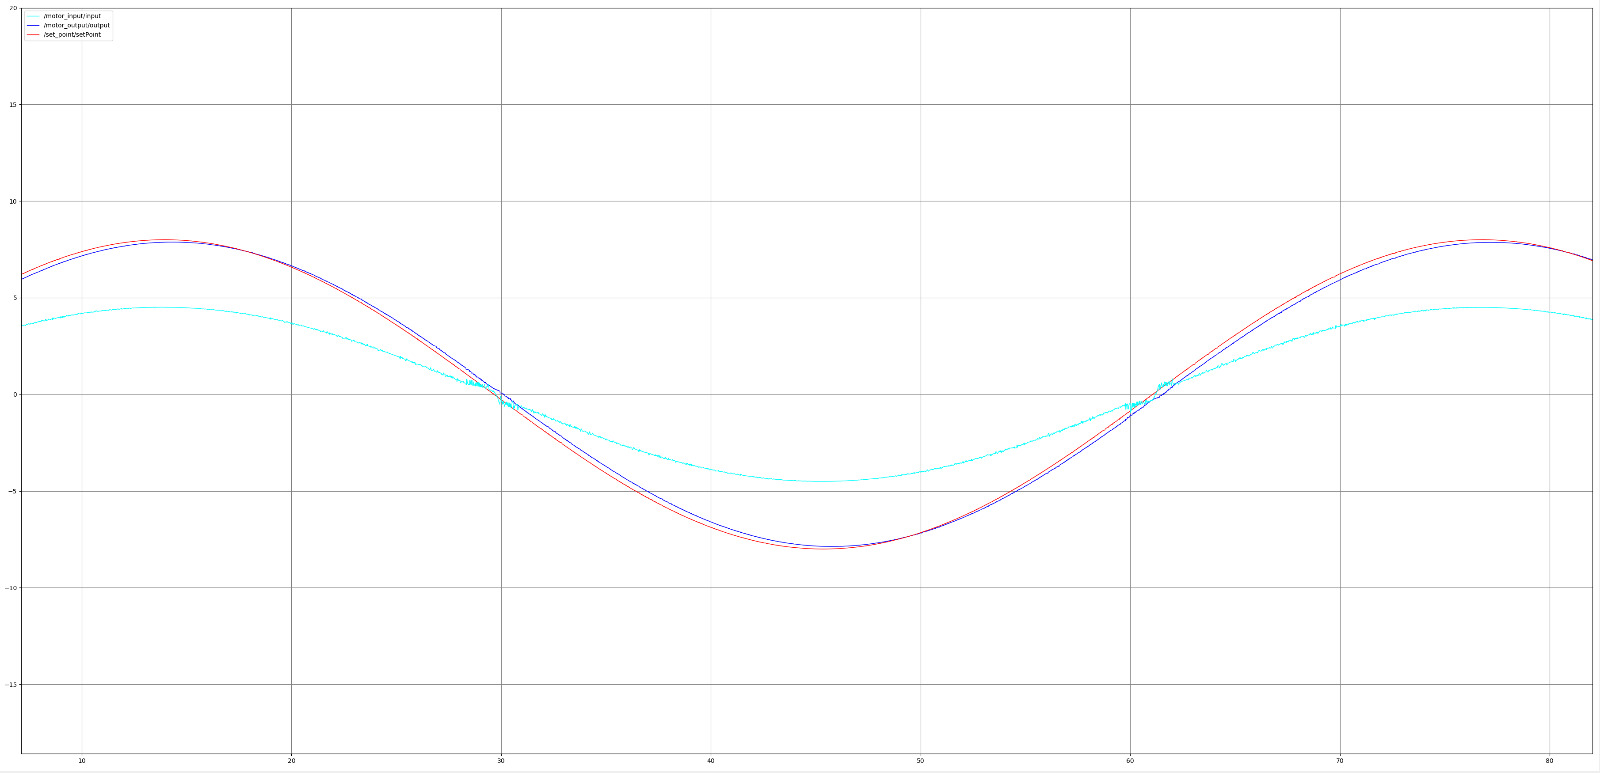 /motor_input/input
/motor_output/output
/set_point/setPoint
20
15
10
5
0
−5
−10
−15
10 20 30 40 50 60 70 80